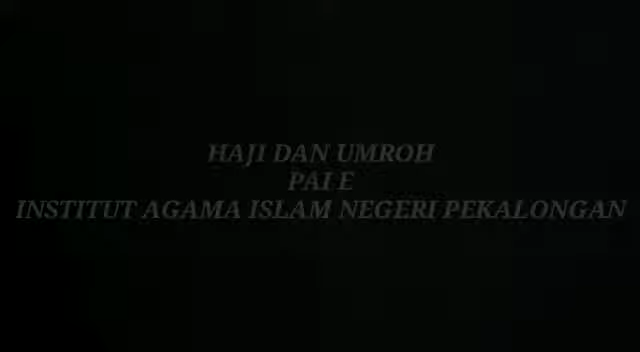 HAJI DAN UMROH
PAI E
INSTITUT AGAMA ISLAM NEGERI PEKALONGAN